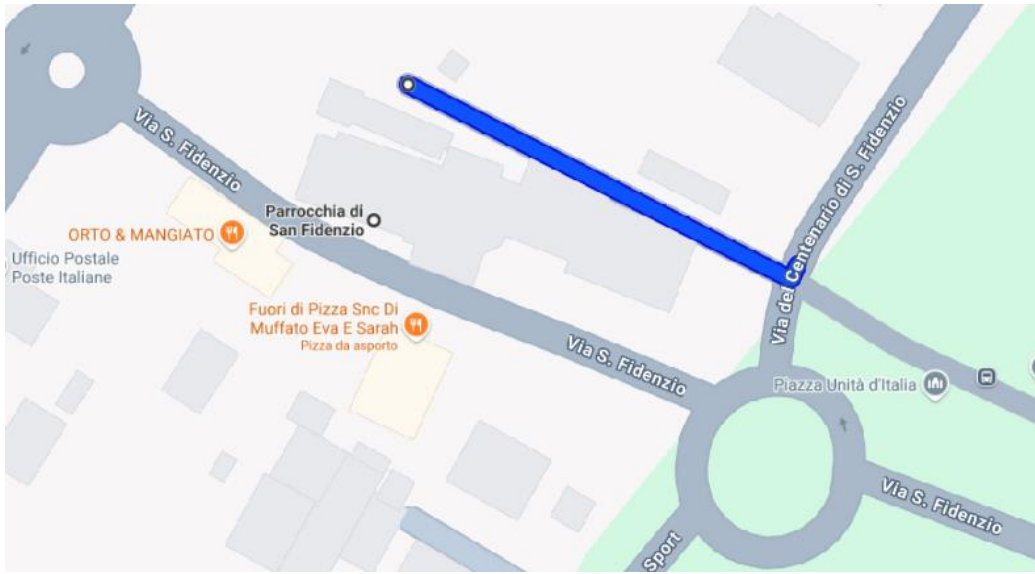 Via S. Fidenzio
Parrocchia di
San Fidenzio
ORTO & MANGIATO
Ufficio Postale
Poste Italiane
Fuori di Pizza Snc Di
Muffato Eva E Sarah
Pizza da asporto
Via del Centenario di S. Fidenzio
Via S. Fidenzio
Piazza Unità d'Italia
Via S. Fidenzio
Sport